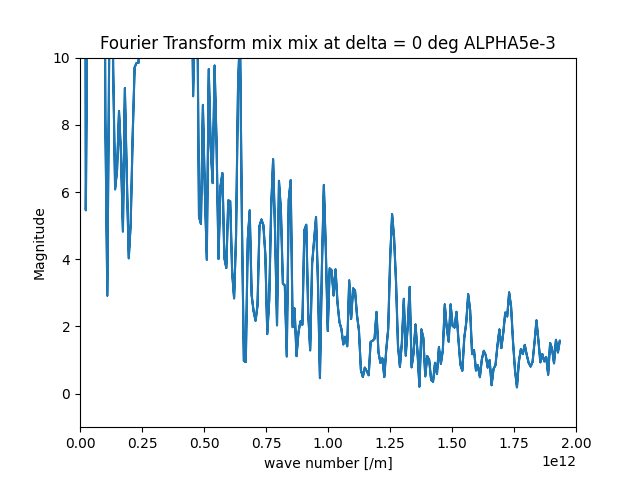 Fourier Transform mix mix at delta = 0 deg ALPHA5e-3
10
8
6
4
2
0
Magnitude
0.00 0.25 0.50 0.75 1.00 1.25 1.50 1.75 2.00
wave number [/m]
1e12